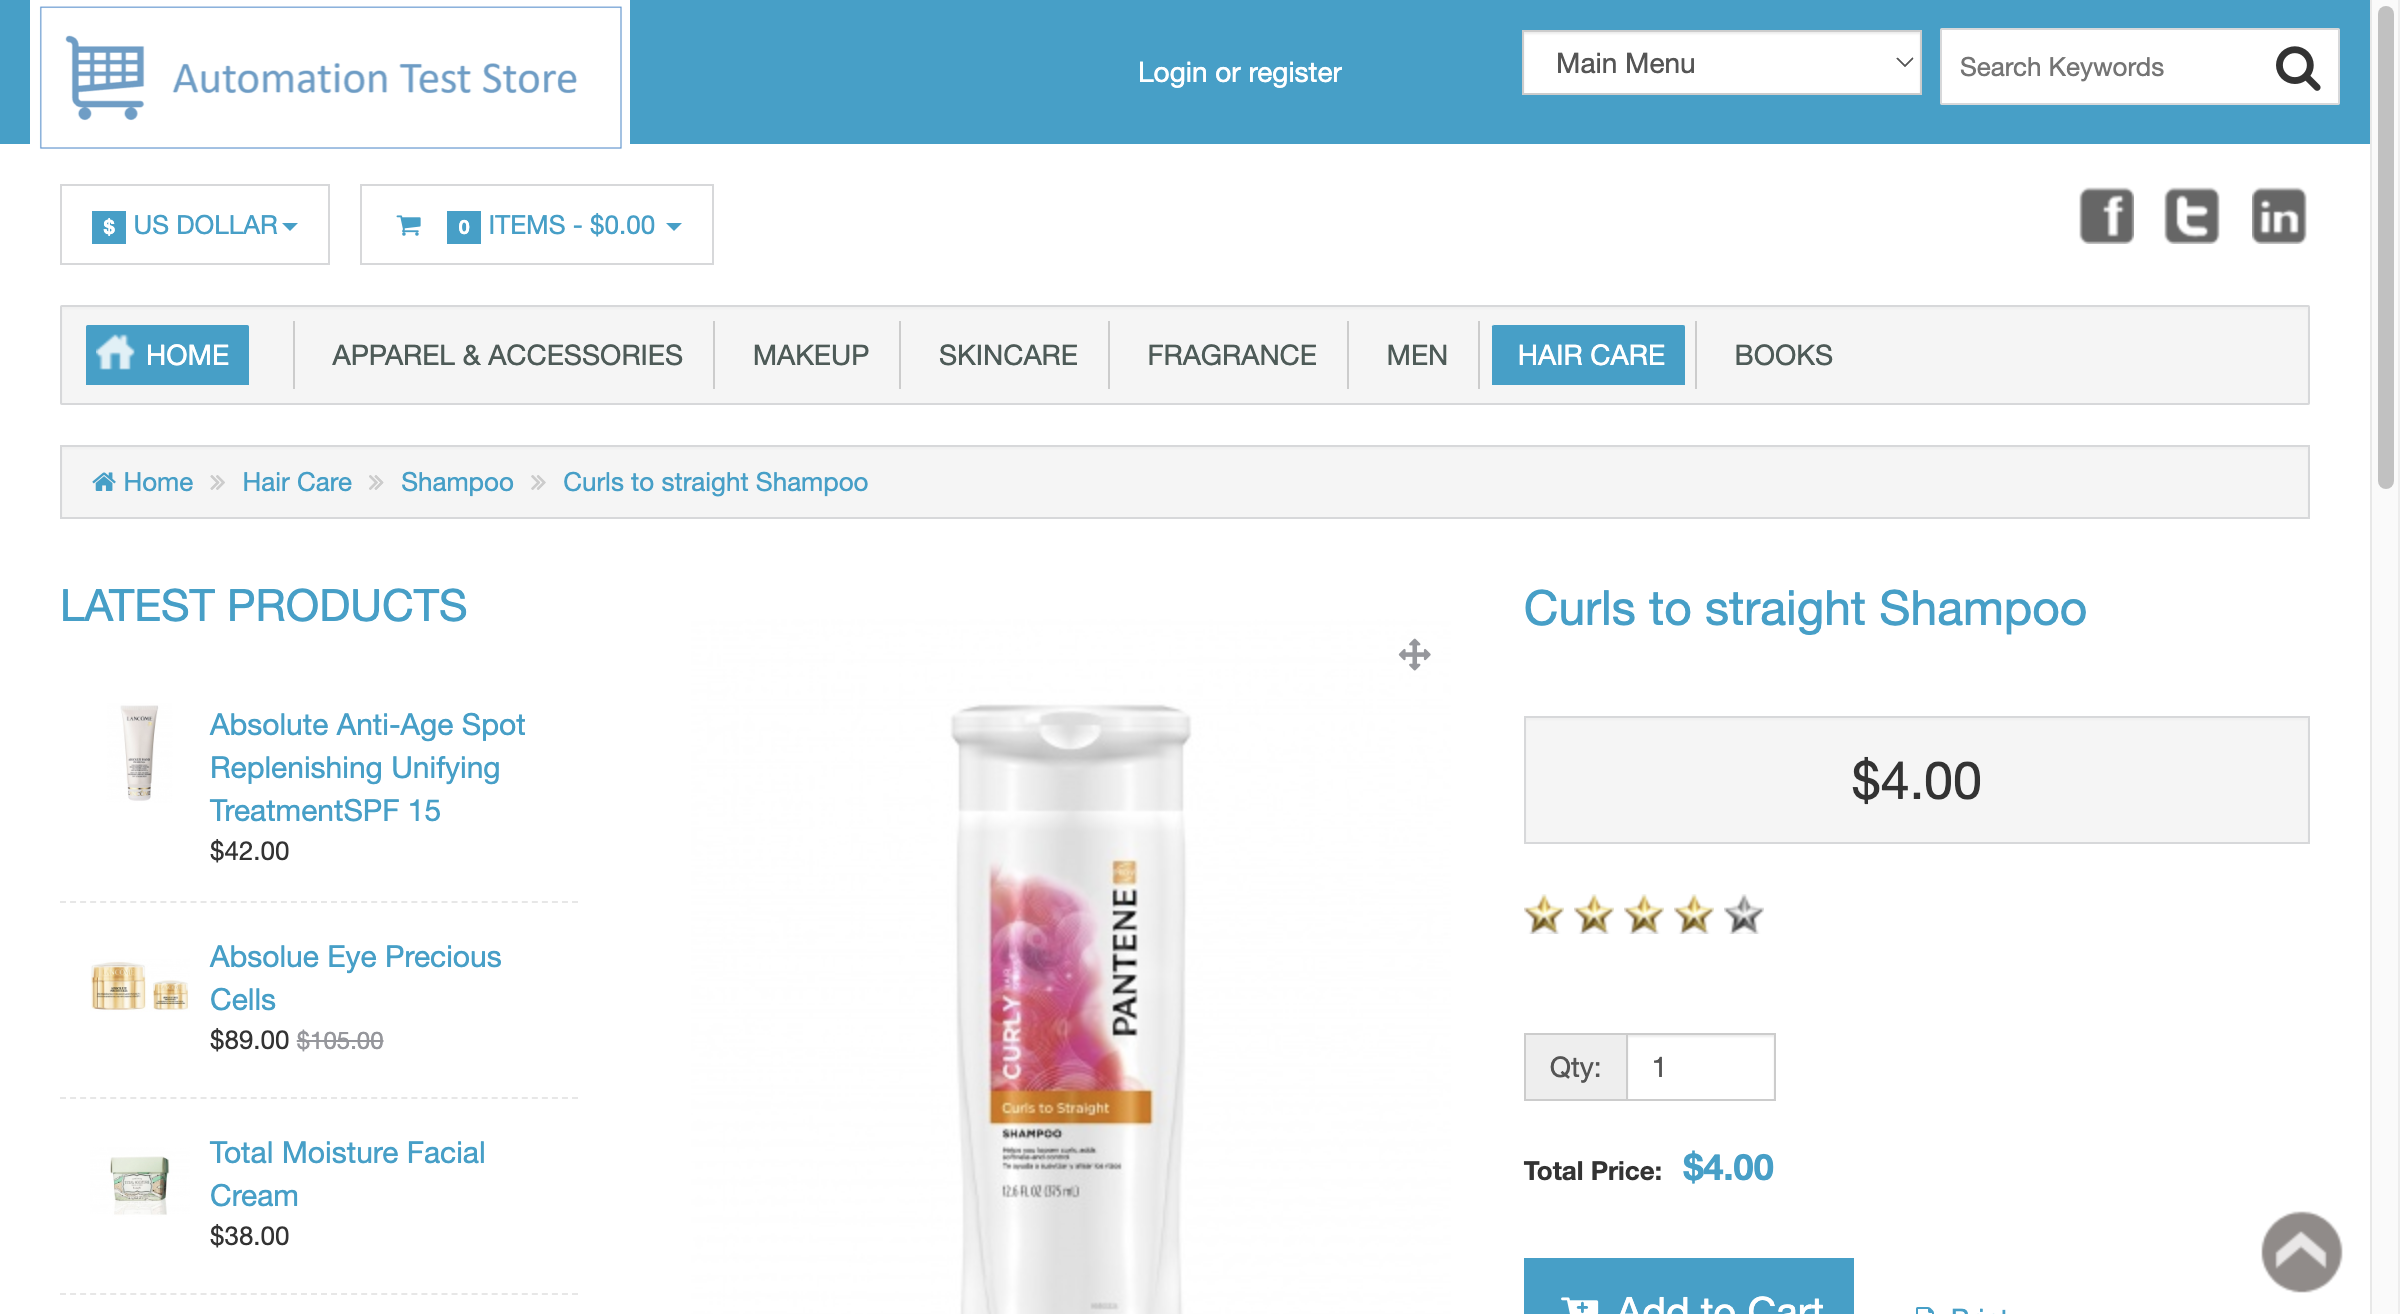 Automation Test Store
Login or register
Main Menu
Search Keywords
$ US DOLLAR
0 ITEMS - $0.00
HOME
APPAREL & ACCESSORIES
MAKEUP
SKINCARE
FRAGRANCE
MEN
HAIR CARE
BOOKS
Home » Hair Care » Shampoo » Curls to straight Shampoo
LATEST PRODUCTS
Absolute Anti-Age Spot
Replenishing Unifying
TreatmentSPF 15
$42.00
Absolue Eye Precious
Cells
$89.00 $105.00
Total Moisture Facial
Cream
$38.00
LANCOME
PANTENE
CURLY
Curls to Straight
SHAMPOO
12.6 FL OZ (375 mL)
Curls to straight Shampoo
$4.00
Qty: 1
Total Price: $4.00
Add to Cart
Print